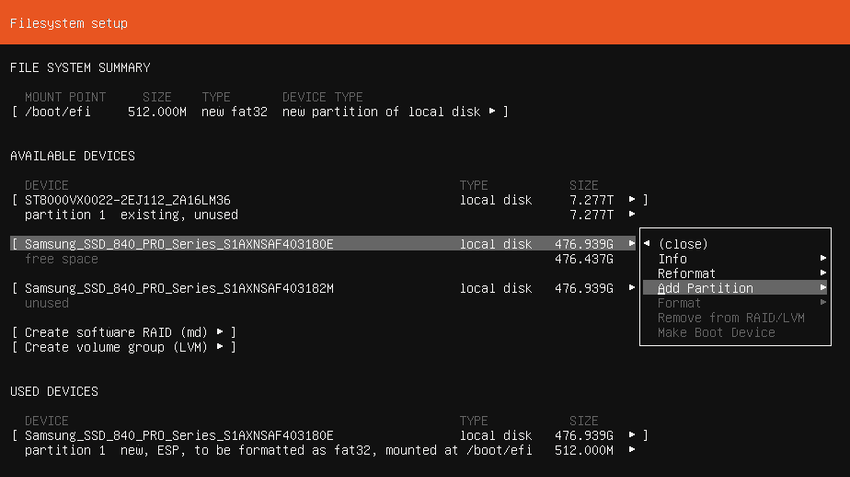 Filesystem setup
FILE SYSTEM SUMMARY
MOUNT POINT SIZE TYPE DEVICE TYPE
[ /boot/efi 512.000M new fat32 new partition of local disk ▸ ]
AVAILABLE DEVICES
DEVICE TYPE SIZE
[ ST8000VX0022-2EJ112_ZA16LM36 local disk 7.277T ▸ ]
partition 1 existing, unused 7.277T ▸
[ Samsung_SSD_840_PRO_Series_S1AXNSAF403180E local disk 476.939G ▸
free space 476.437G
◂ (close)
Info ▸
Reformat ▸
Add Partition ▸
Format ▸
Remove from RAID/LVM
Make Boot Device
[ Samsung_SSD_840_PRO_Series_S1AXNSAF403182M local disk 476.939G ▸
unused
[ Create software RAID (md) ▸ ]
[ Create volume group (LVM) ▸ ]
USED DEVICES
DEVICE TYPE SIZE
[ Samsung_SSD_840_PRO_Series_S1AXNSAF403180E local disk 476.939G ▸ ]
partition 1 new, ESP, to be formatted as fat32, mounted at /boot/efi 512.000M ▸